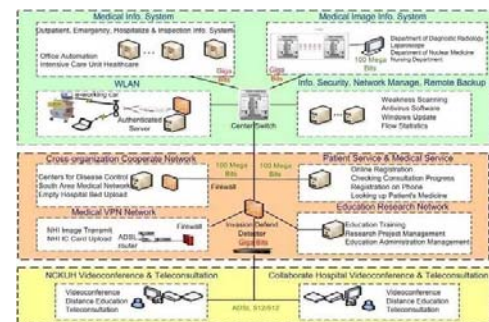 Medical Info. System
Outpatient, Emergency, Hospitalize & Inspection Info. System
Office Automation
Intensive Care Unit Healthcare
Giga
Bits
Medical Image Info. System
100 Mega
Bits
Department of Diagnostic Radiology
Laparoscope
Department of Nuclear Medicine
Nursing Department
Giga
Bits
WLAN
e-working car
Authenticated
Server
Center Switch
Info. Security, Network Manage, Remote Backup
Weakness Scanning
Antivirus Software
Windows Update
Flow Statistics
Cross-organization Cooperate Network
Centers for Disease Control
South Area Medical Network
Empty Hospital Bed Upload
100 Mega
Bits
Firewall
100 Mega
Bits
Patient Service & Medical Service
Online Registration
Checking Consultation Progress
Registration on Phone
Looking up Patient's Medicine
Medical VPN Network
NHI Image Transmit
NHI IC Card Upload
ADSL
router
Firewall
Invasion Defend
Detector
Giga Bits
Education Research Network
Education Training
Research Project Management
Education Administration Management
NCKUH Videoconference & Teleconsultation
Videoconference
Distance Education
Teleconsultation
ADSL 512/512
Collaborate Hospital Videoconference & Teleconsultation
Videoconference
Distance Education
Teleconsultation